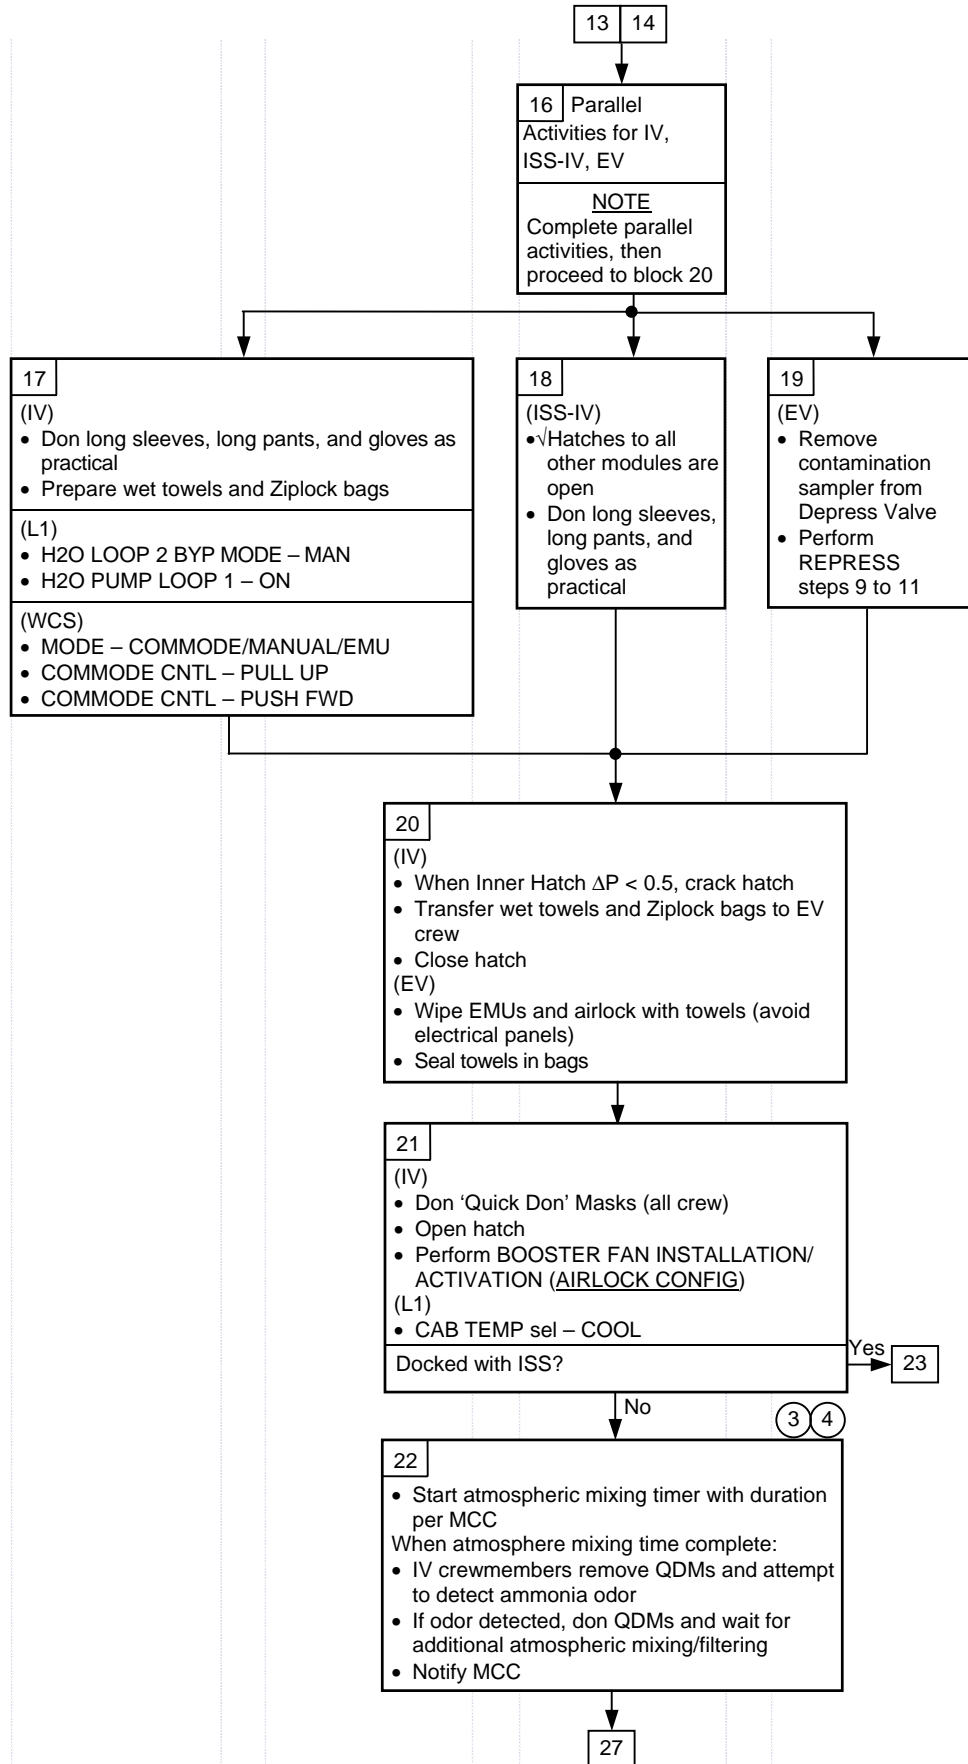 13 14
16 Parallel
Activities for IV,
ISS-IV, EV
NOTE
Complete parallel
activities, then
proceed to block 20
17
(IV)
• Don long sleeves, long pants, and gloves as
practical
• Prepare wet towels and Ziplock bags
(L1)
• H2O LOOP 2 BYP MODE – MAN
• H2O PUMP LOOP 1 – ON
(WCS)
• MODE – COMMODE/MANUAL/EMU
• COMMODE CNTL – PULL UP
• COMMODE CNTL – PUSH FWD
18
(ISS-IV)
•√Hatches to all
other modules are
open
• Don long sleeves,
long pants, and
gloves as
practical
19
(EV)
• Remove
contamination
sampler from
Depress Valve
• Perform
REPRESS
steps 9 to 11
20
(IV)
• When Inner Hatch ΔP < 0.5, crack hatch
• Transfer wet towels and Ziplock bags to EV
crew
• Close hatch
(EV)
• Wipe EMUs and airlock with towels (avoid
electrical panels)
• Seal towels in bags
21
(IV)
• Don ‘Quick Don’ Masks (all crew)
• Open hatch
• Perform BOOSTER FAN INSTALLATION/
ACTIVATION (AIRLOCK CONFIG)
(L1)
• CAB TEMP sel – COOL
Docked with ISS?
Yes
23
No
3 4
22
• Start atmospheric mixing timer with duration
per MCC
When atmosphere mixing time complete:
• IV crewmembers remove QDMs and attempt
to detect ammonia odor
• If odor detected, don QDMs and wait for
additional atmospheric mixing/filtering
• Notify MCC
27